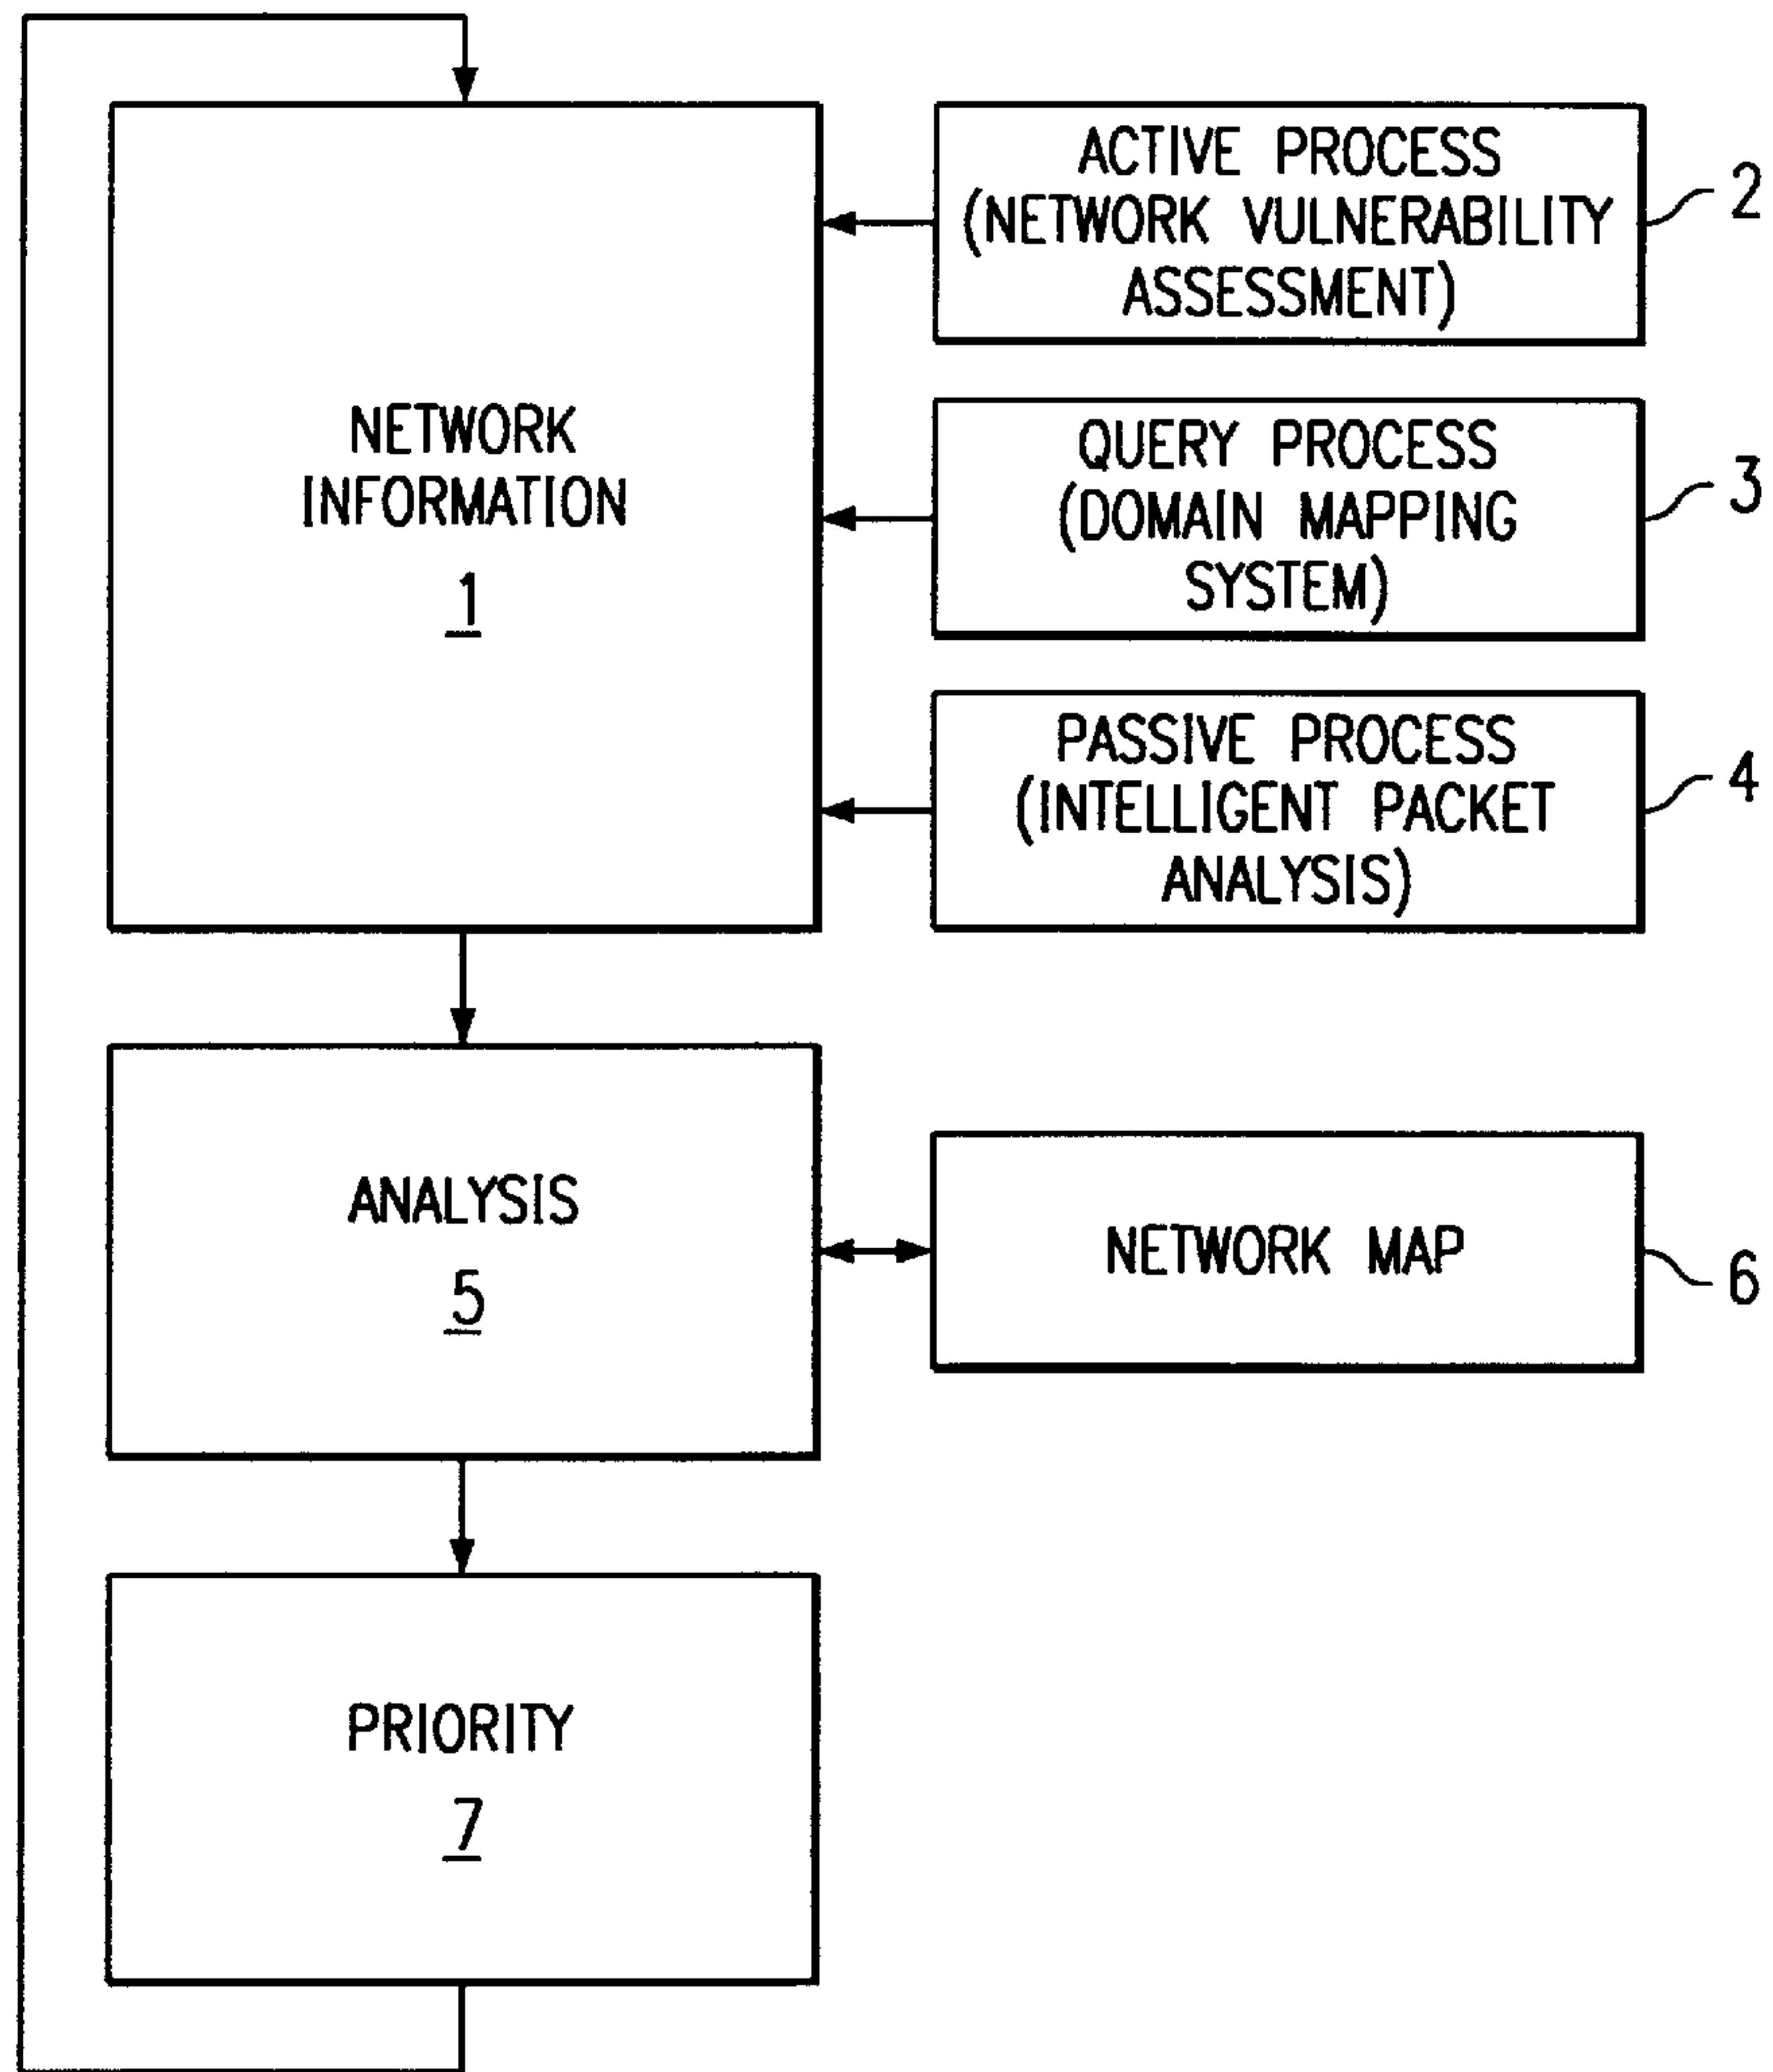 NETWORK
INFORMATION
1
ACTIVE PROCESS
(NETWORK VULNERABILITY
ASSESSMENT)
2
QUERY PROCESS
(DOMAIN MAPPING
SYSTEM)
3
PASSIVE PROCESS
(INTELLIGENT PACKET
ANALYSIS)
4
ANALYSIS
5
NETWORK MAP
6
PRIORITY
7